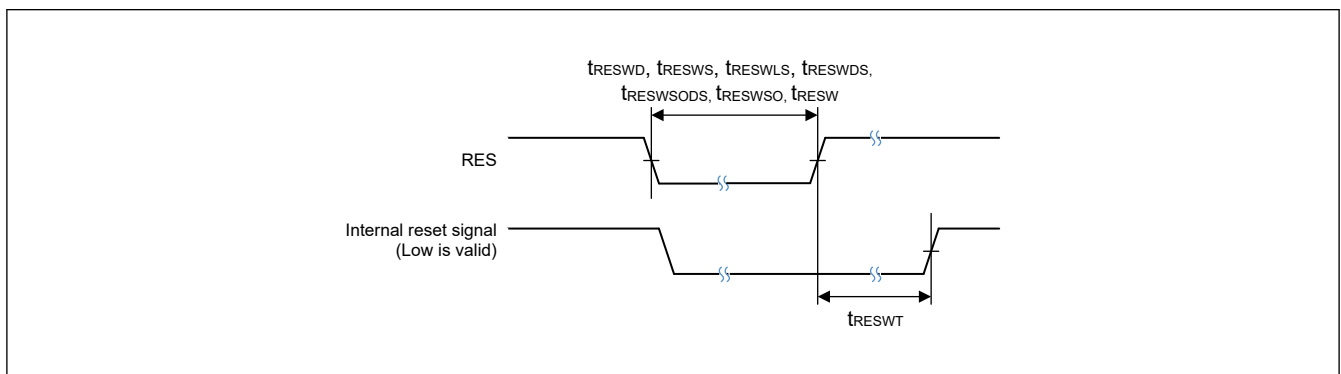 tRESWD, tRESWS, tRESWLS, tRESWDS,
tRESWSODS, tRESWSO, tRESW
RES
Internal reset signal
(Low is valid)
tRESWT